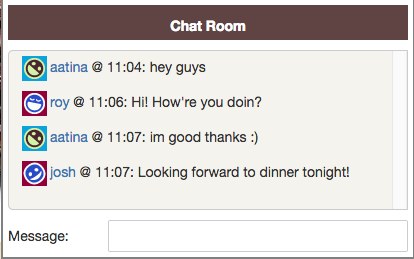 Chat Room
aatina @ 11:04: hey guys
roy @ 11:06: Hi! How're you doin?
aatina @ 11:07: im good thanks :)
josh @ 11:07: Looking forward to dinner tonight!
Message: